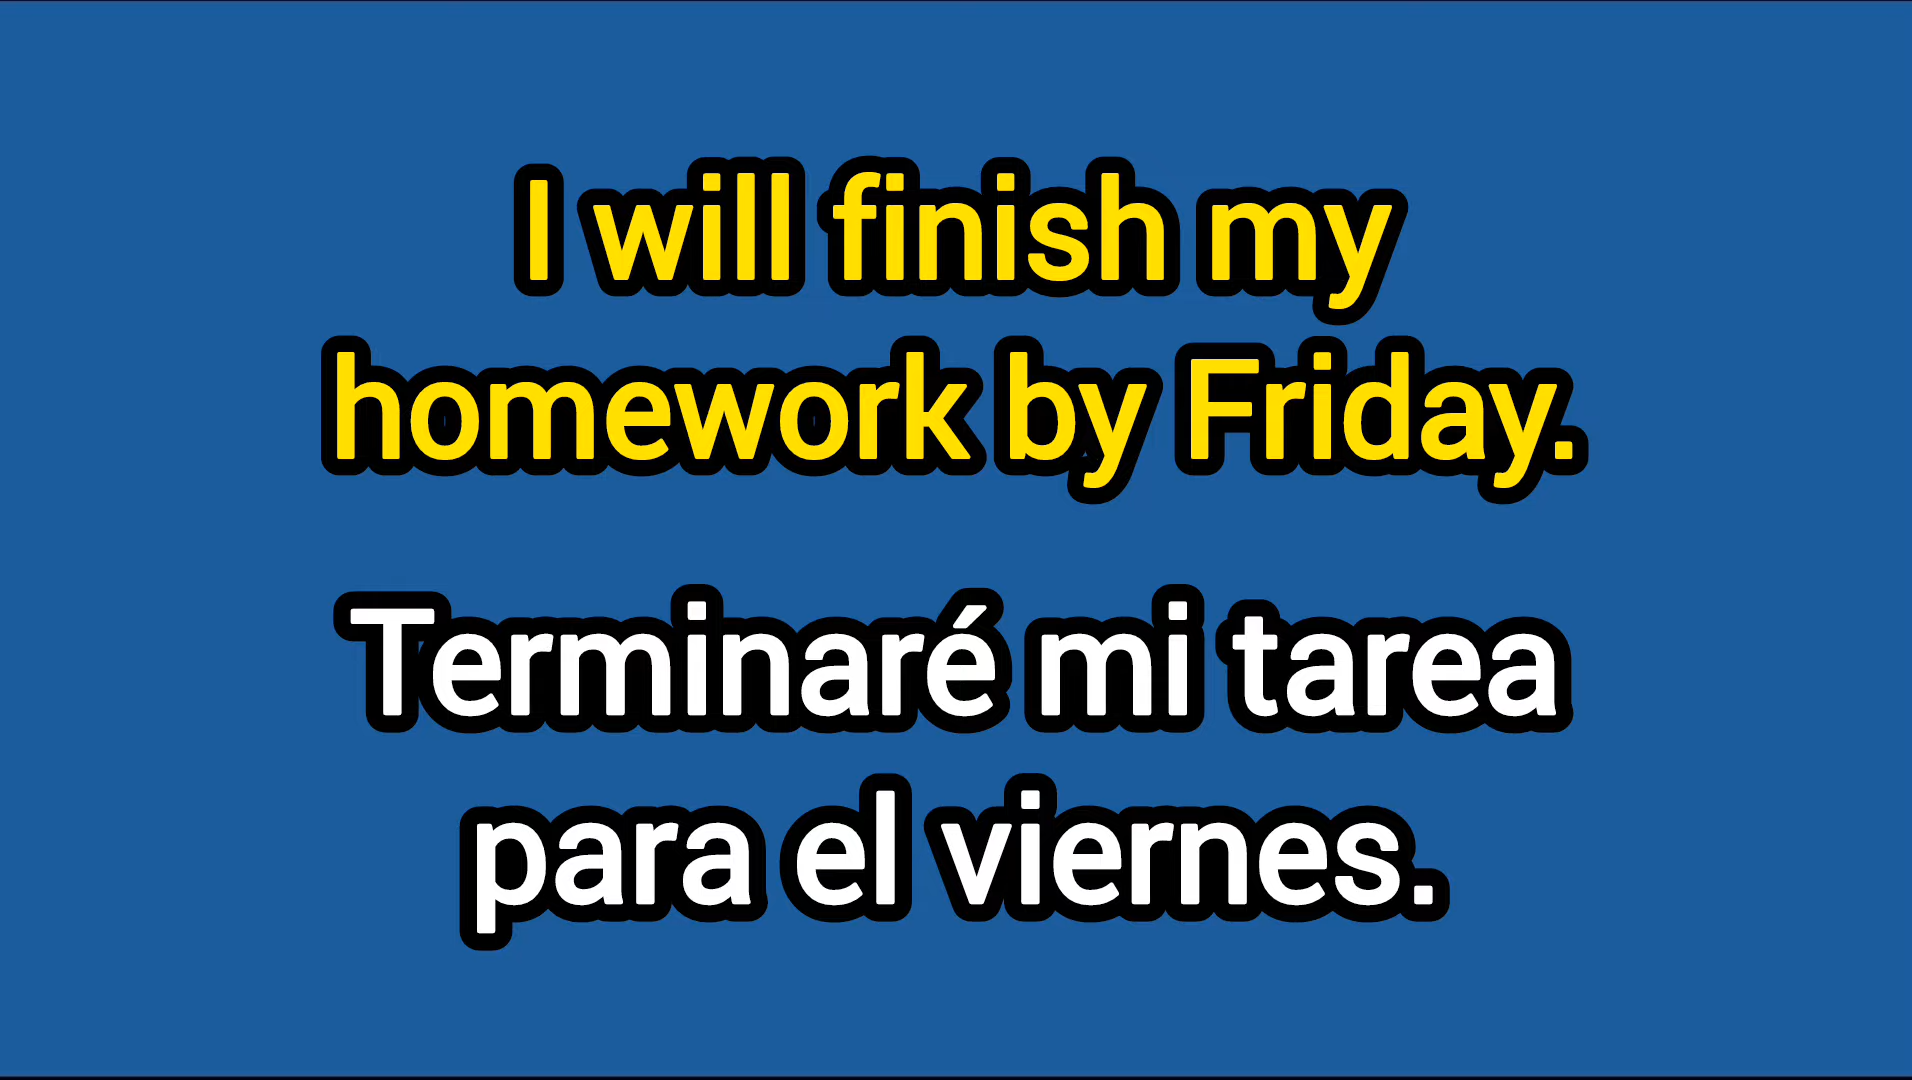 I will finish my
homework by Friday.
Terminaré mi tarea
para el viernes.